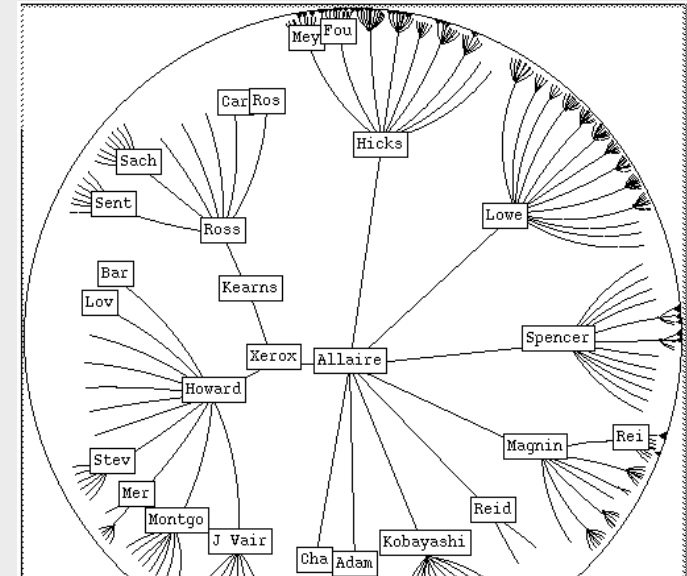 Mey
Fou
Car
Ros
Hicks
Sach
Sent
Lowe
Ross
Bar
Kearns
Lov
Spencer
Xerox
Allaire
Howard
Rei
Magnin
Stev
Mer
Reid
Montgo
J Vair
Kobayashi
Cha
Adam